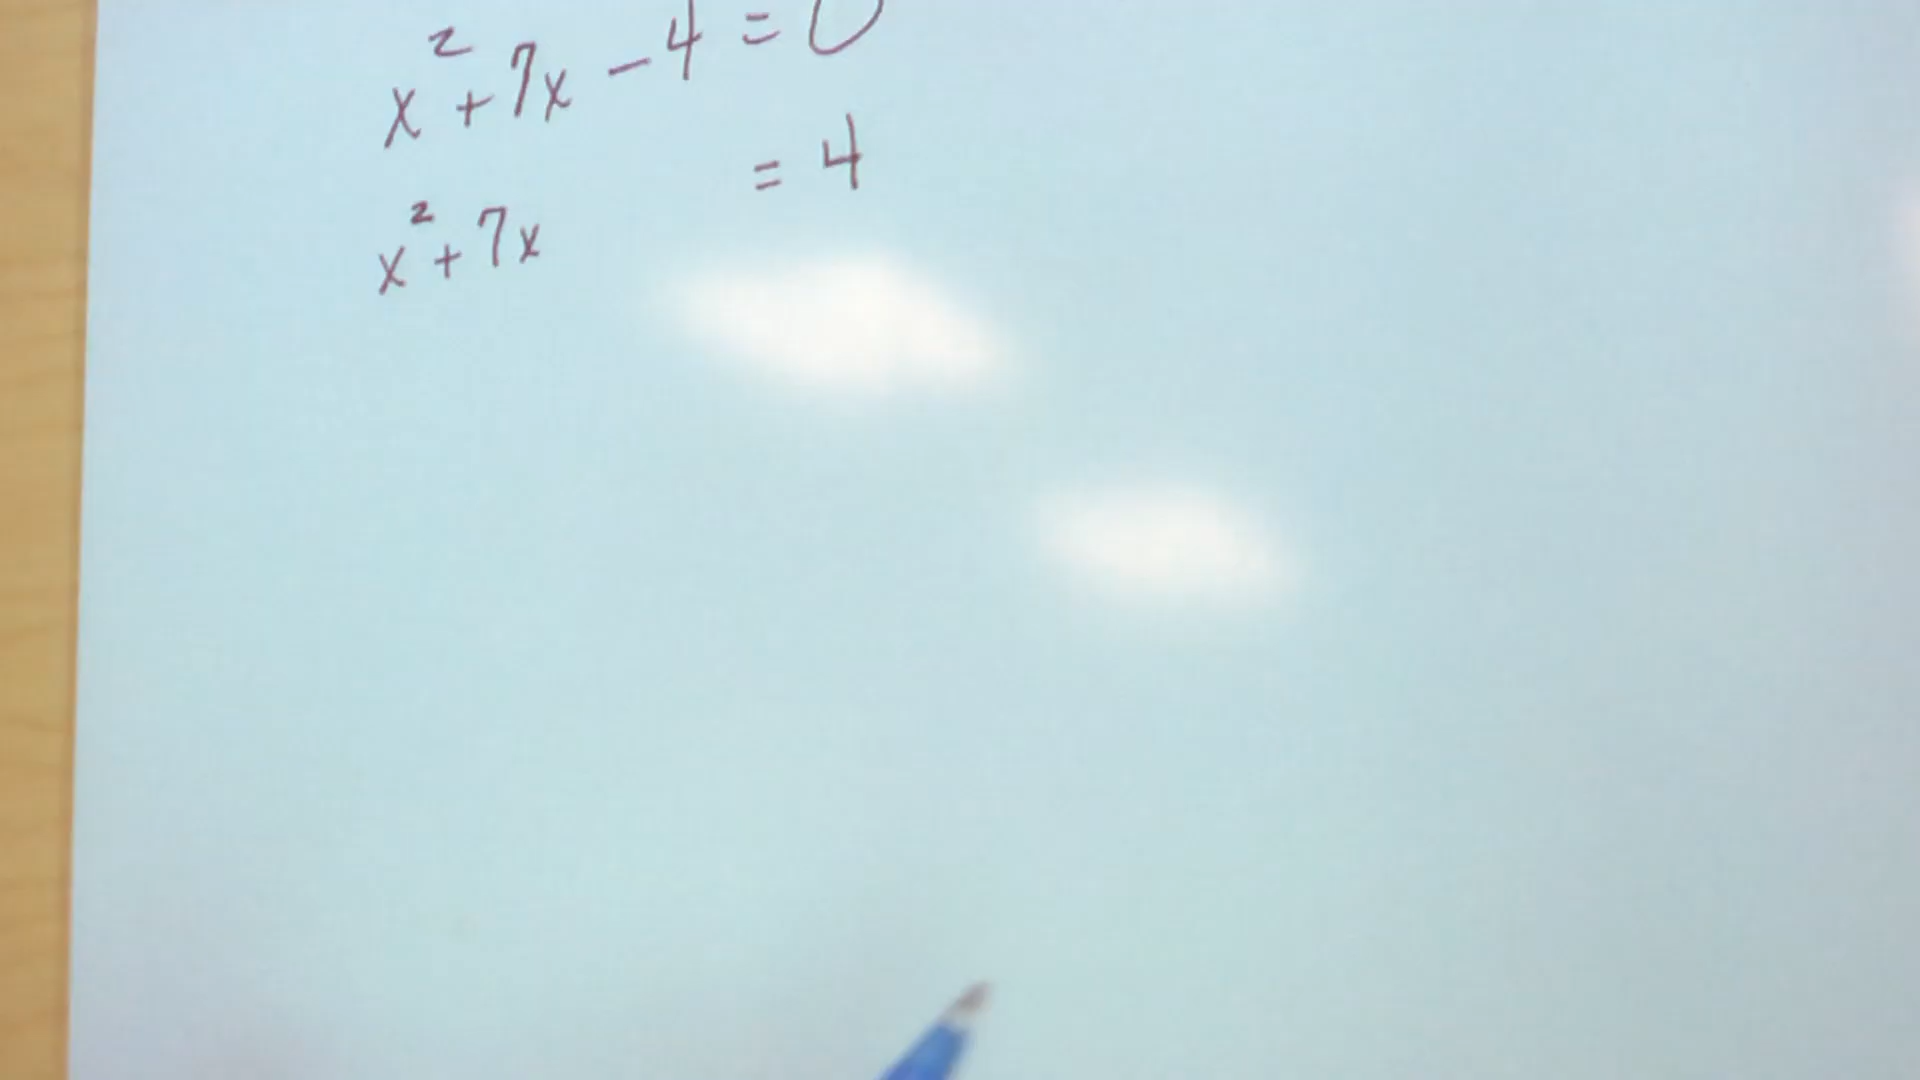 x² + 7x - 4 = 0
x² + 7x = 4